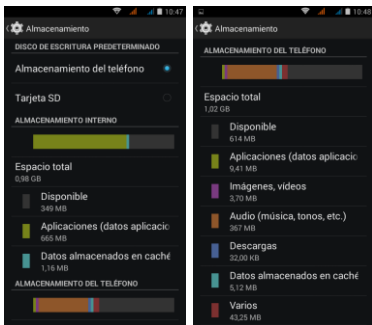 10:47
Almacenamiento
DISCO DE ESCRITURA PREDETERMINADO
Almacenamiento del teléfono
Tarjeta SD
ALMACENAMIENTO INTERNO
Espacio total
0,98 GB
Disponible
349 MB
Aplicaciones (datos aplicacio
665 MB
Datos almacenados en caché
1,16 MB
ALMACENAMIENTO DEL TELÉFONO
10:48
Almacenamiento
ALMACENAMIENTO DEL TELÉFONO
Espacio total
1,02 GB
Disponible
614 MB
Aplicaciones (datos aplicacio
9,41 MB
Imágenes, vídeos
3,70 MB
Audio (música, tonos, etc.)
367 MB
Descargas
32,00 KB
Datos almacenados en caché
5,12 MB
Varios
43,25 MB